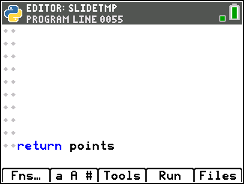 EDITOR: SLIDETMP
PROGRAM LINE 0055
return points
Fns… a A # Tools Run Files